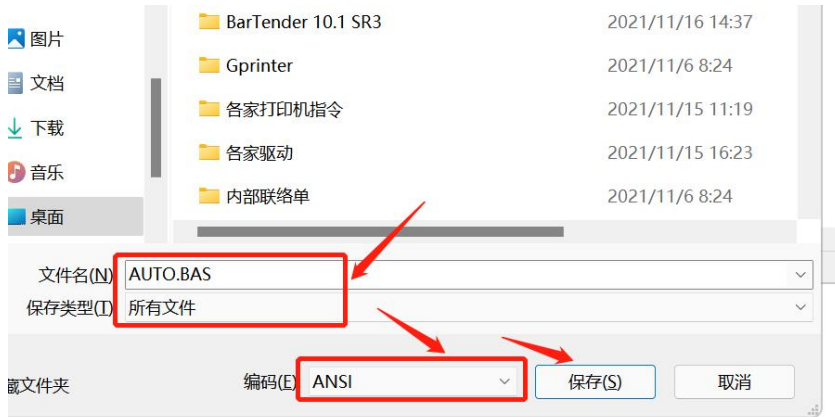 图片
文档
下载
音乐
桌面
BarTender 10.1 SR3 2021/11/16 14:37
Gprinter 2021/11/6 8:24
各家打印机指令 2021/11/15 11:19
各家驱动 2021/11/15 16:23
内部联络单 2021/11/6 8:24
文件名(N) AUTO.BAS
保存类型(T) 所有文件
文件夹 编码(E) ANSI 保存(S) 取消